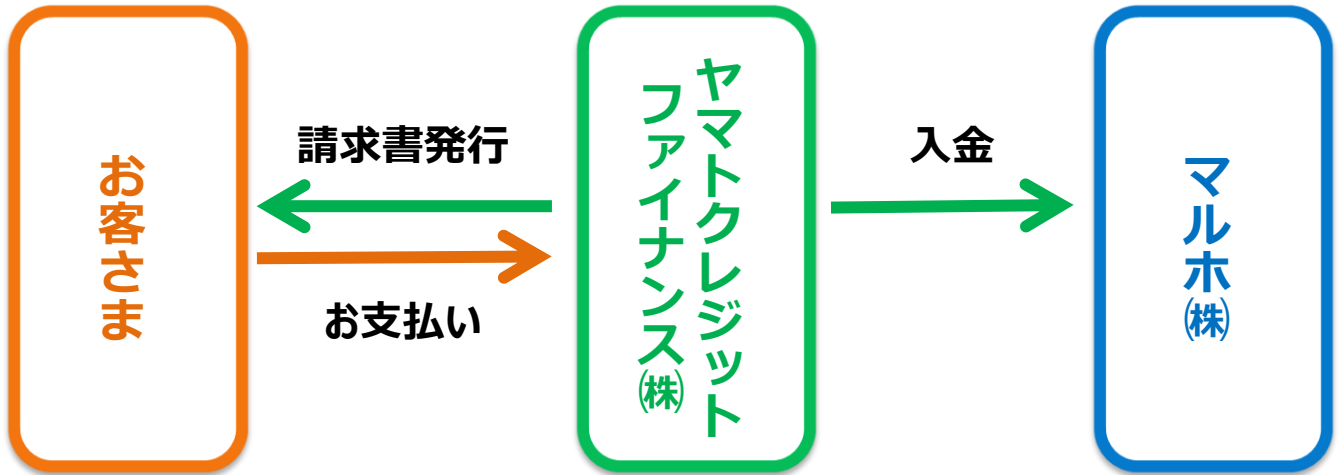 お客さま
請求書発行
お支払い
ヤマトクレジット
ファイナンス㈱
入金
マルホ㈱